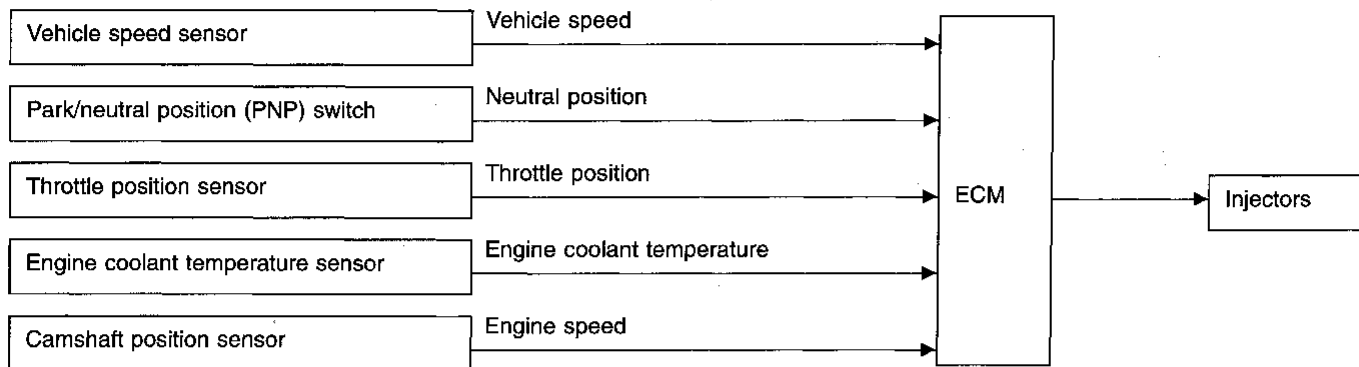 Vehicle speed sensor
Vehicle speed
Park/neutral position (PNP) switch
Neutral position
Throttle position sensor
Throttle position
ECM
Injectors
Engine coolant temperature sensor
Engine coolant temperature
Camshaft position sensor
Engine speed